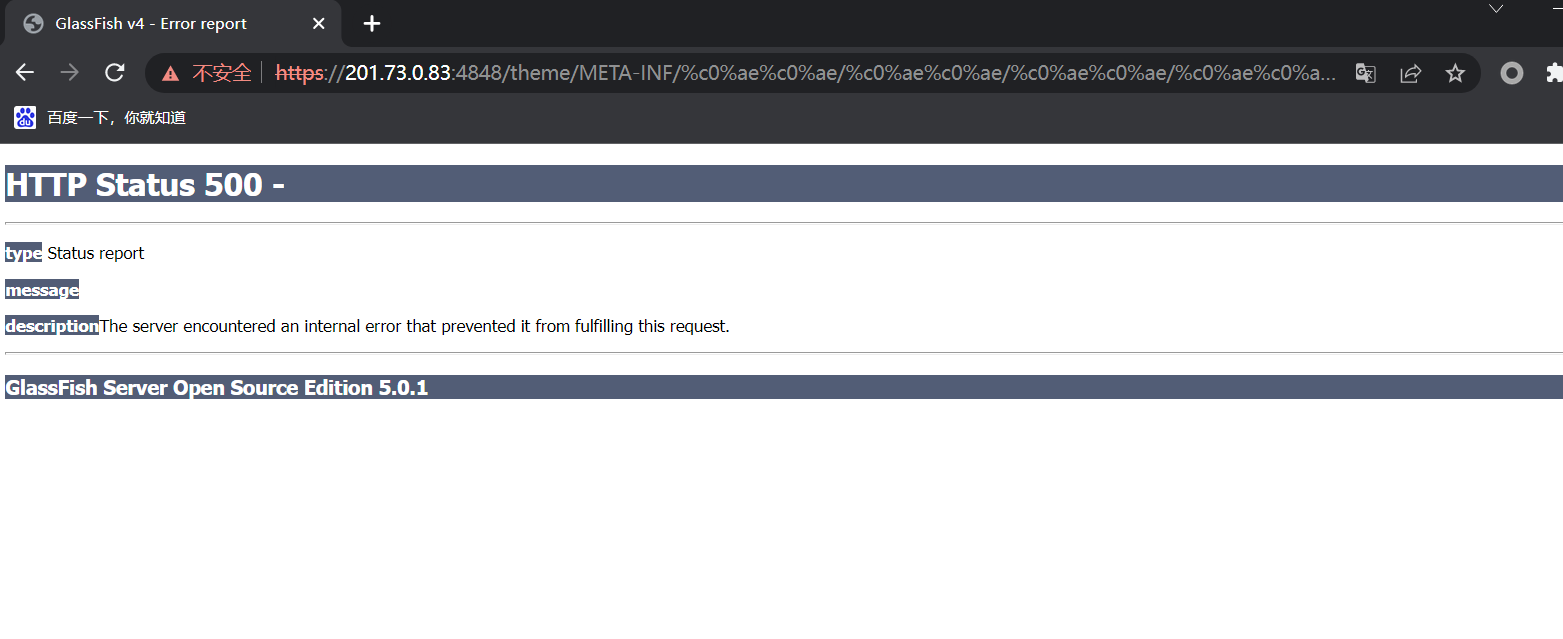 GlassFish v4 - Error report
不安全 https://201.73.0.83:4848/theme/META-INF/%c0%ae%c0%ae/%c0%ae%c0%ae/%c0%ae%c0%ae/%c0%ae%c0%a...
du 百度一下，你就知道
HTTP Status 500 -
type Status report
message
descriptionThe server encountered an internal error that prevented it from fulfilling this request.
GlassFish Server Open Source Edition 5.0.1